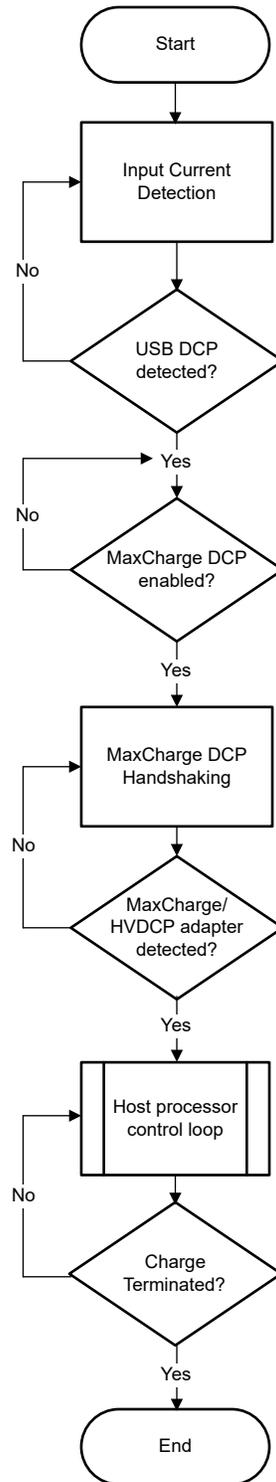 Start
Input Current
Detection
No
USB DCP
detected?
Yes
No
MaxCharge DCP
enabled?
Yes
MaxCharge DCP
Handshaking
No
MaxCharge/
HVDCP adapter
detected?
Yes
Host processor
control loop
No
Charge
Terminated?
Yes
End